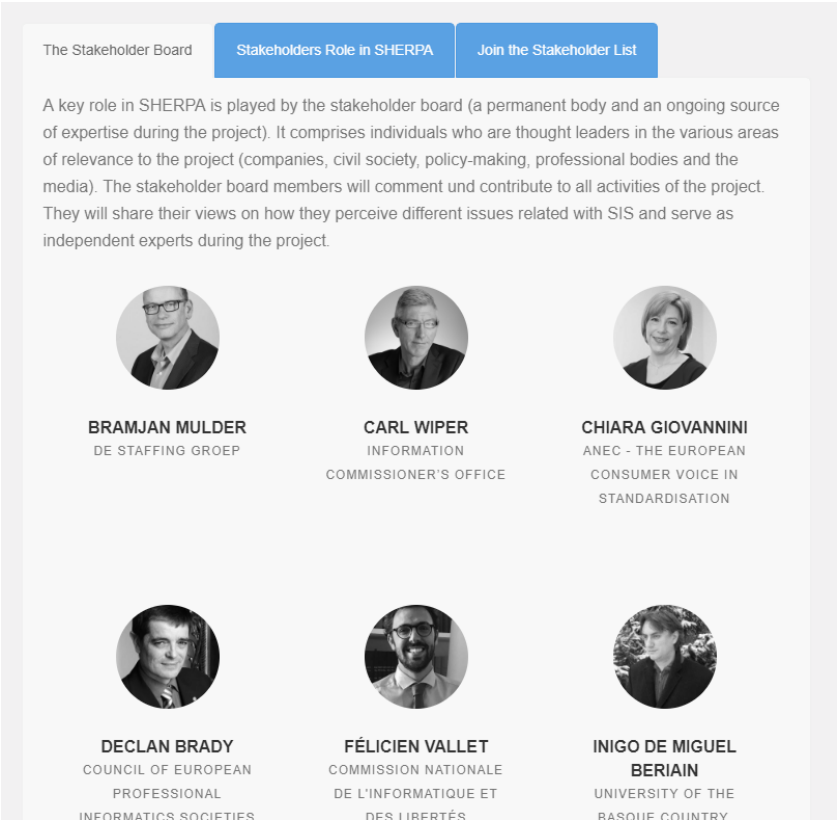 The Stakeholder Board
Stakeholders Role in SHERPA
Join the Stakeholder List
A key role in SHERPA is played by the stakeholder board (a permanent body and an ongoing source
of expertise during the project). It comprises individuals who are thought leaders in the various areas
of relevance to the project (companies, civil society, policy-making, professional bodies and the
media). The stakeholder board members will comment und contribute to all activities of the project.
They will share their views on how they perceive different issues related with SIS and serve as
independent experts during the project.
BRAMJAN MULDER
DE STAFFING GROEP
CARL WIPER
INFORMATION
COMMISSIONER'S OFFICE
CHIARA GIOVANNINI
ANEC - THE EUROPEAN
CONSUMER VOICE IN
STANDARDISATION
DECLAN BRADY
COUNCIL OF EUROPEAN
PROFESSIONAL
INFORMATICS SOCIETIES
FÉLICIEN VALLET
COMMISSION NATIONALE
DE L'INFORMATIQUE ET
DES LIBERTÉS
INIGO DE MIGUEL
BERIAIN
UNIVERSITY OF THE
BASQUE COUNTRY